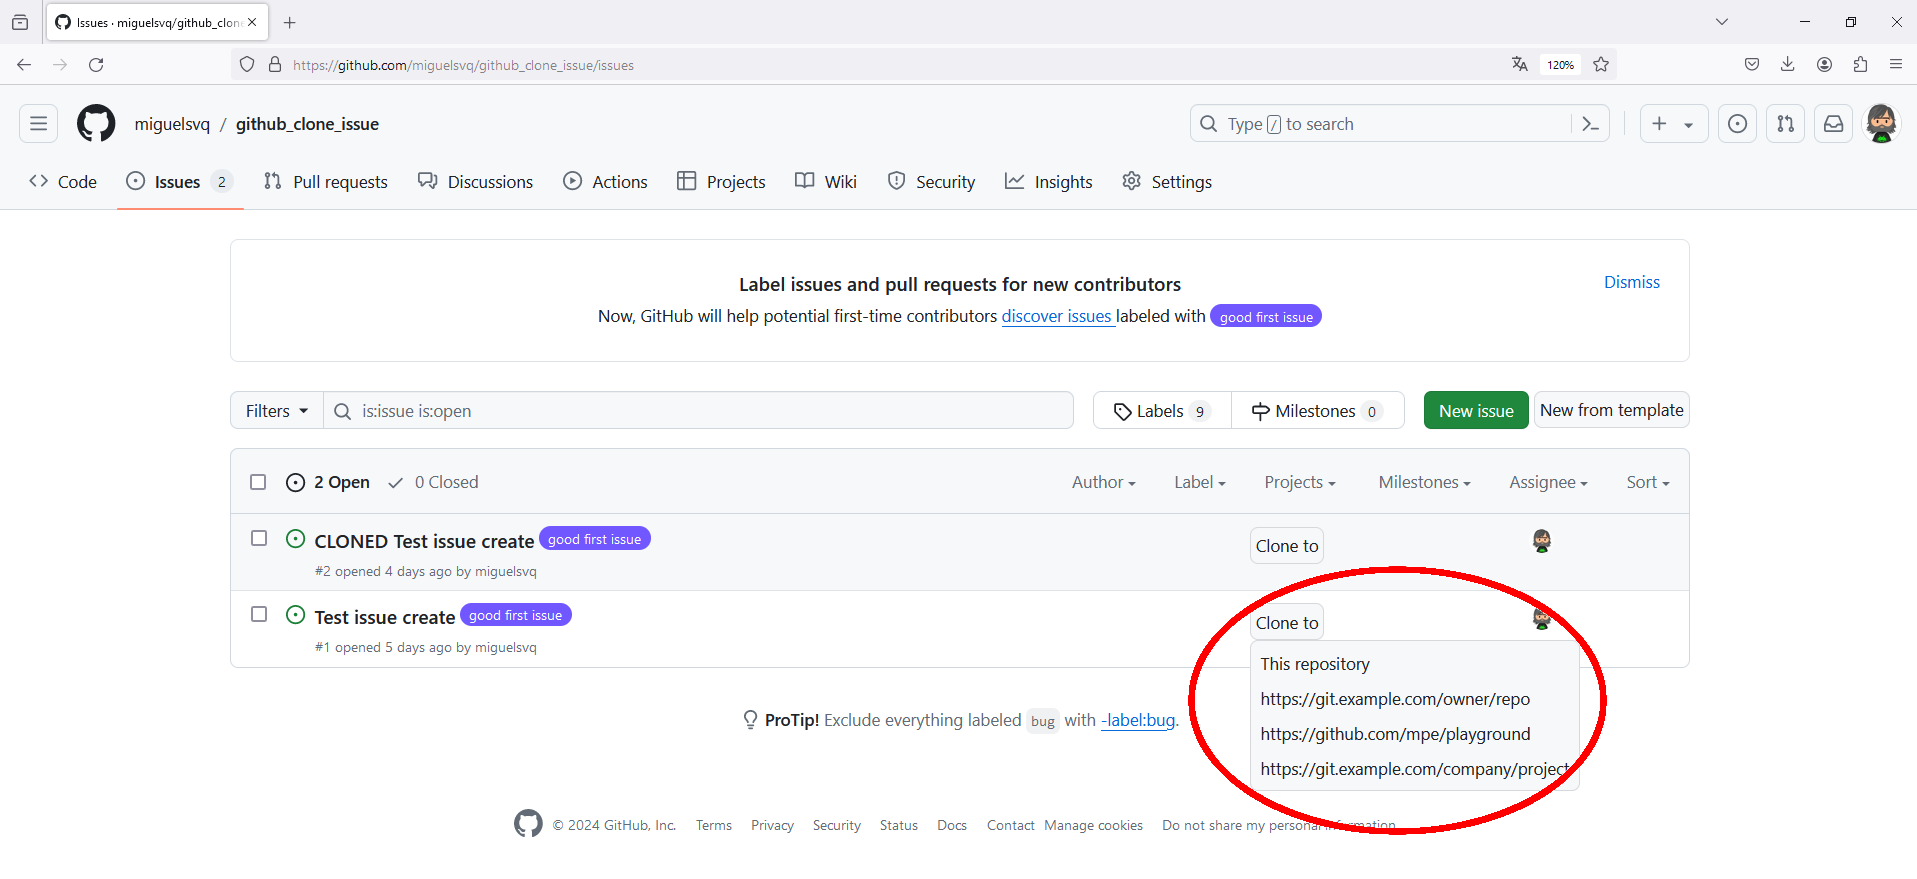 Issues · miguelsvq/github_clon
https://github.com/miguelsvq/github_clone_issue/issues
120%
miguelsvq / github_clone_issue
Type / to search
Code
Issues 2
Pull requests
Discussions
Actions
Projects
Wiki
Security
Insights
Settings
Label issues and pull requests for new contributors
Dismiss
Now, GitHub will help potential first-time contributors discover issues labeled with good first issue
Filters
is:issue is:open
Labels 9
Milestones 0
New issue
New from template
2 Open
0 Closed
Author
Label
Projects
Milestones
Assignee
Sort
CLONED Test issue create good first issue
Clone to
#2 opened 4 days ago by miguelsvq
Test issue create good first issue
Clone to
#1 opened 5 days ago by miguelsvq
This repository
https://git.example.com/owner/repo
https://github.com/mpe/playground
https://git.example.com/company/project
ProTip! Exclude everything labeled bug with -label:bug.
© 2024 GitHub, Inc.
Terms
Privacy
Security
Status
Docs
Contact
Manage cookies
Do not share my personal information